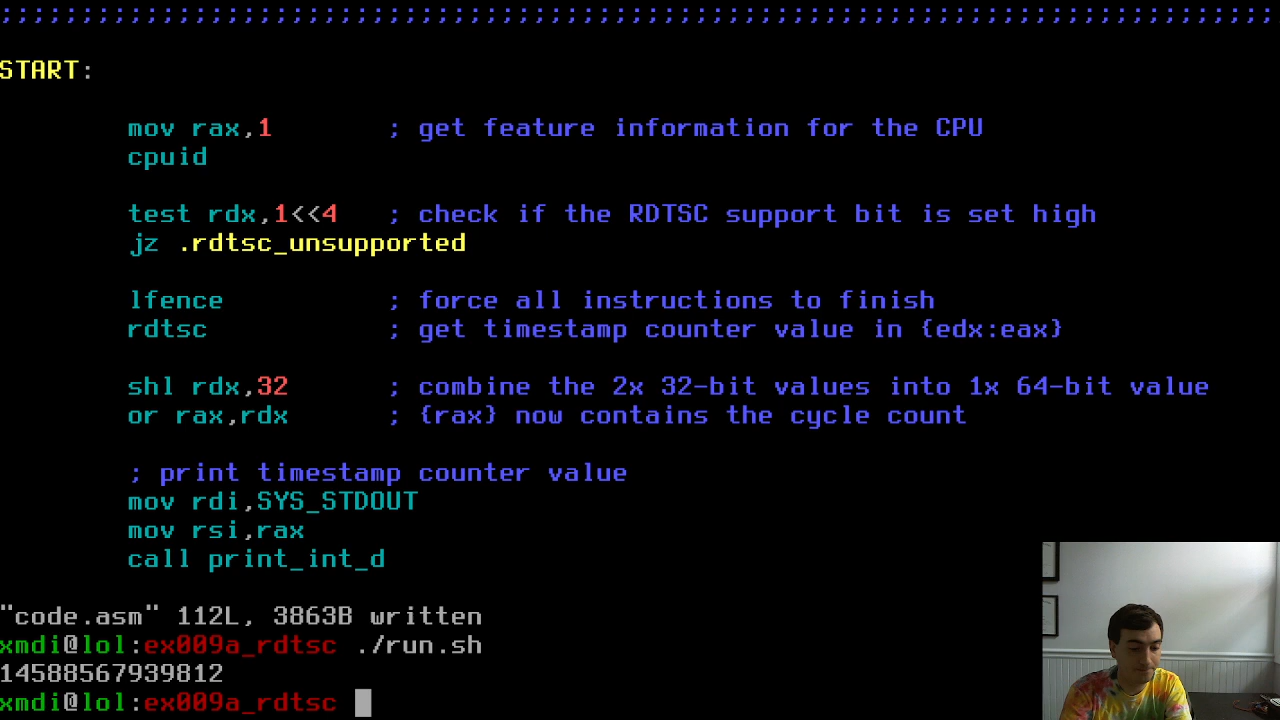 ;;;;;;;;;;;;;;;;;;;;;;;;;;;;;;;;;;;;;;;;;;;;;;;;;;;;;;;;;;;;;;;;;;;;;;;;;;;;;;;
START:
mov rax,1 ; get feature information for the CPU
cpuid
test rdx,1<<4 ; check if the RDTSC support bit is set high
jz .rdtsc_unsupported
lfence ; force all instructions to finish
rdtsc ; get timestamp counter value in {edx:eax}
shl rdx,32 ; combine the 2x 32-bit values into 1x 64-bit value
or rax,rdx ; {rax} now contains the cycle count
; print timestamp counter value
mov rdi,SYS_STDOUT
mov rsi,rax
call print_int_d
"code.asm" 112L, 3863B written
xmdi@lol:ex009a_rdtsc ./run.sh
14588567939812
xmdi@lol:ex009a_rdtsc